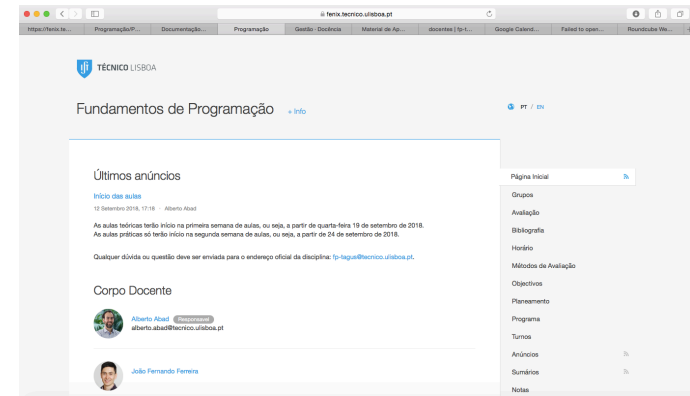 fenix.tecnico.ulisboa.pt
https://fenix.te...
Programação/P...
Documentação...
Programação
Gestão · Docência
Material de Ap...
docentes | fp-t...
Google Calend...
Failed to open...
Roundcube We...
TÉCNICO LISBOA
Fundamentos de Programação + Info
PT / EN
Últimos anúncios
Início das aulas
12 Setembro 2018, 17:18 · Alberto Abad
As aulas teóricas terão início na primeira semana de aulas, ou seja, a partir de quarta-feira 19 de setembro de 2018.
As aulas práticas só terão início na segunda semana de aulas, ou seja, a partir de 24 de setembro de 2018.
Qualquer dúvida ou questão deve ser enviada para o endereço oficial da disciplina: fp-tagus@tecnico.ulisboa.pt.
Corpo Docente
Alberto Abad Responsavel
alberto.abad@tecnico.ulisboa.pt
João Fernando Ferreira
Página Inicial
Grupos
Avaliação
Bibliografia
Horário
Métodos de Avaliação
Objectivos
Planeamento
Programa
Turnos
Anúncios
Sumários
Notas